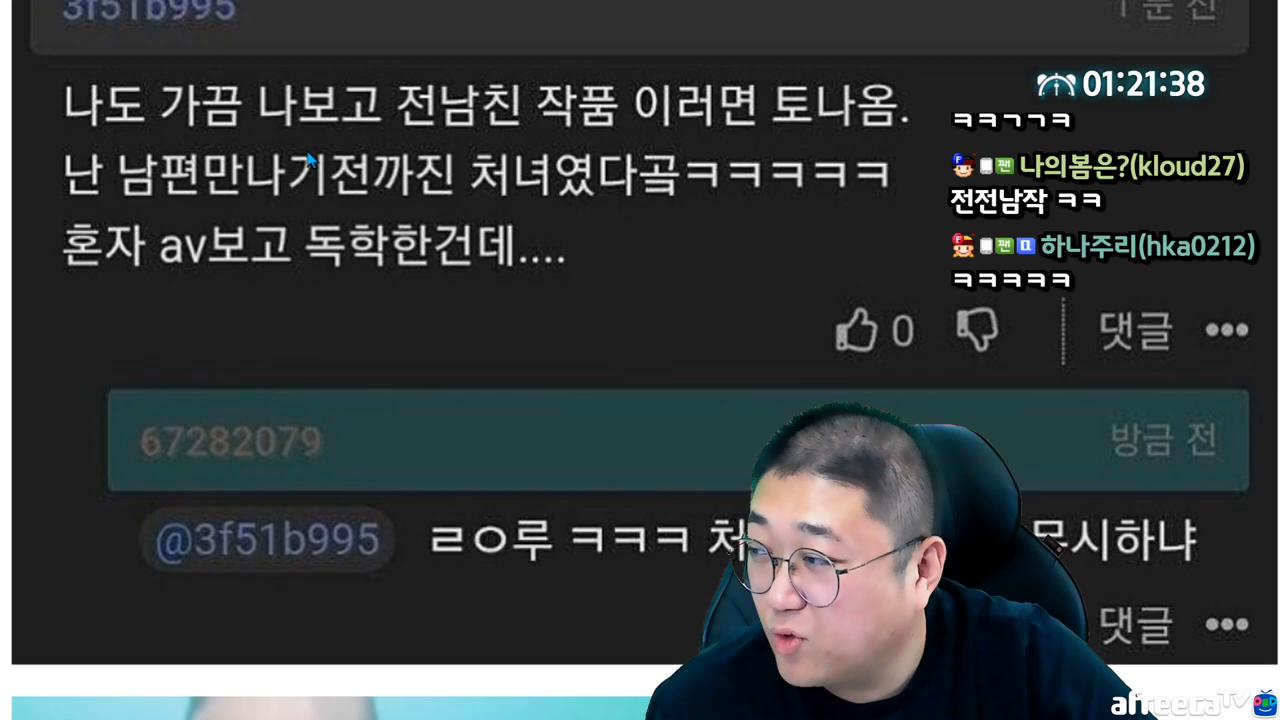 3f51b995
1분 전
나도 가끔 나보고 전남친 작품 이러면 토나옴.
난 남편만나기전까진 처녀였다곸ㅋㅋㅋㅋㅋ
혼자 av보고 독학한건데....
0
댓글
67282079
방금 전
@3f51b995 ㄹㅇ루 ㅋㅋㅋ 무시하냐
댓글
01:21:38
ㅋㅋㄱㄱㅋ
나의봄은?(kloud27)
전전남작 ㅋㅋ
하나주리(hka0212)
ㅋㅋㅋㅋㅋ
afreecaTV